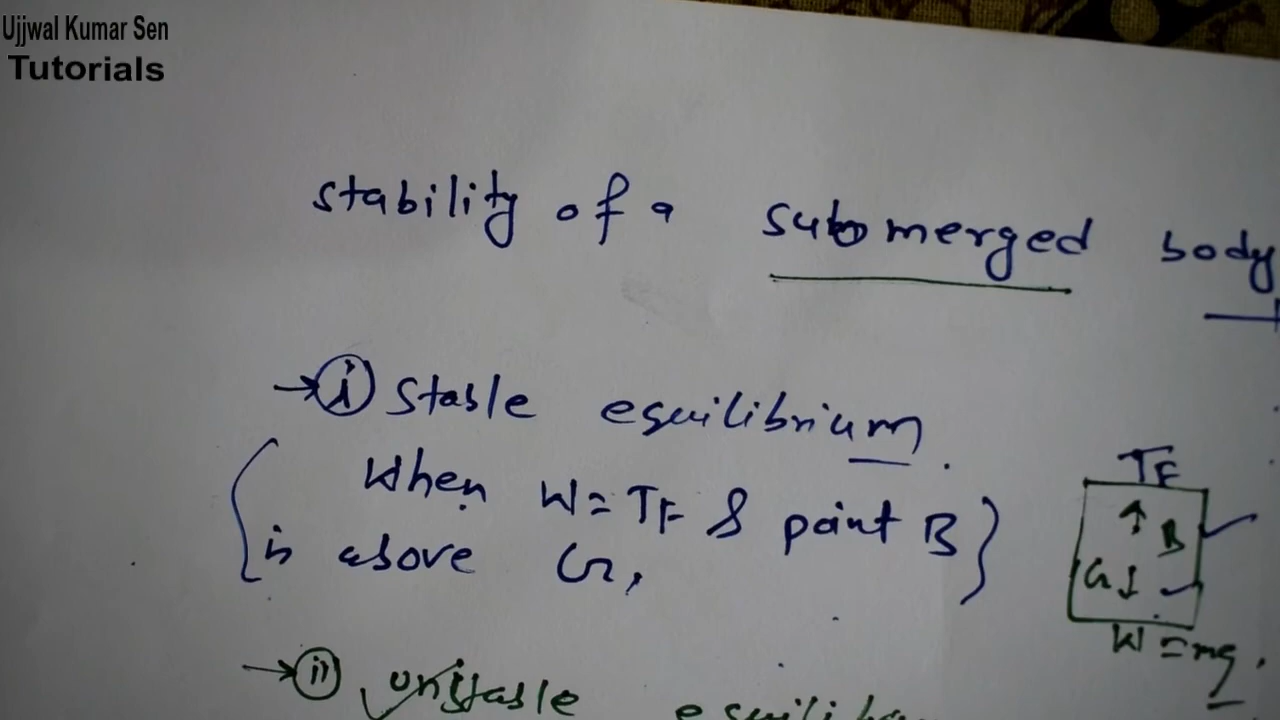 Ujjwal Kumar Sen
Tutorials
stability of a submerged body
→ i Stable equilibrium.
When W = TF & point B
is above G,
TF
↑ B
G ↓
W = mg.
→ ii unstable